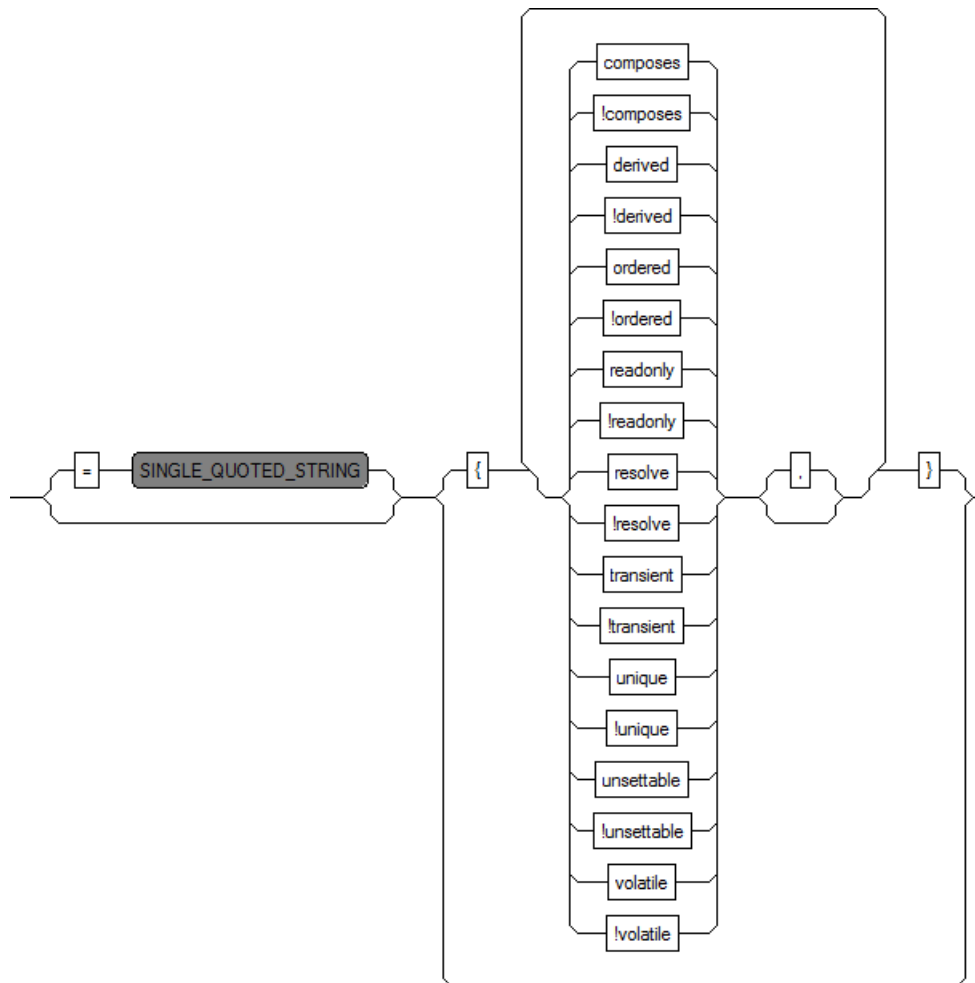 composes
!composes
derived
!derived
ordered
!ordered
readonly
!readonly
= SINGLE_QUOTED_STRING { resolve , }
!resolve
transient
!transient
unique
!unique
unsettable
!unsettable
volatile
!volatile